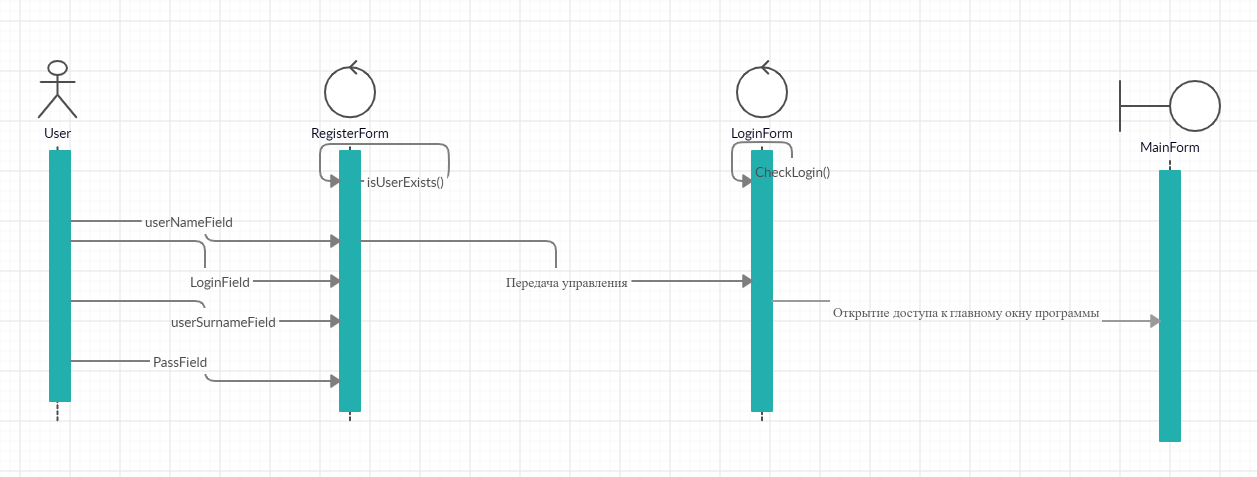 User
RegisterForm
LoginForm
MainForm
isUserExists()
CheckLogin()
userNameField
LoginField
Передача управления
userSurnameField
Открытие доступа к главному окну программы
PassField